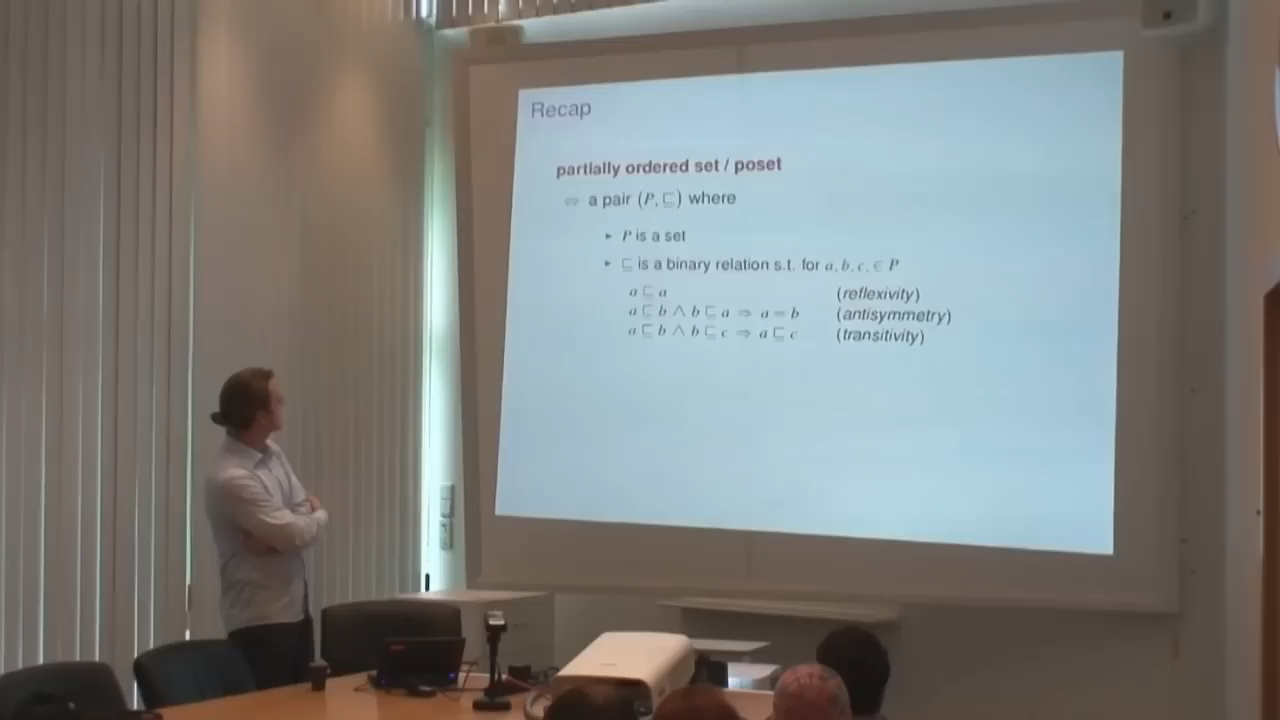 Recap
partially ordered set / poset
⇔ a pair (P, ⊑) where
▸ P is a set
▸ ⊑ is a binary relation s.t. for a, b, c, ∈ P
a ⊑ a (reflexivity)
a ⊑ b ∧ b ⊑ a ⇒ a = b (antisymmetry)
a ⊑ b ∧ b ⊑ c ⇒ a ⊑ c (transitivity)